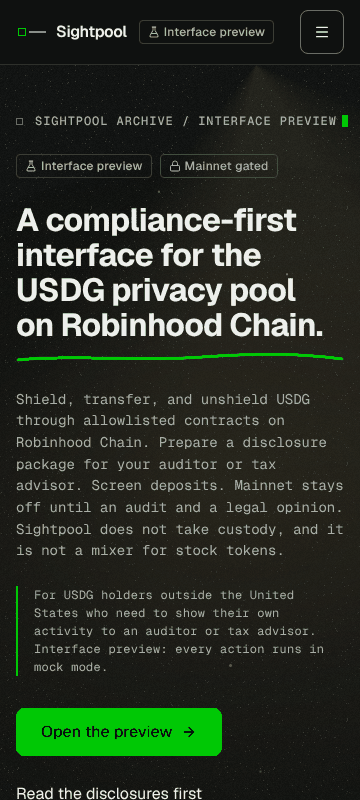 Sightpool
Interface preview
SIGHTPOOL ARCHIVE / INTERFACE PREVIEW
Interface preview
Mainnet gated
A compliance-first
interface for the
USDG privacy pool
on Robinhood Chain.
Shield, transfer, and unshield USDG
through allowlisted contracts on
Robinhood Chain. Prepare a disclosure
package for your auditor or tax
advisor. Screen deposits. Mainnet stays
off until an audit and a legal opinion.
Sightpool does not take custody, and it
is not a mixer for stock tokens.
For USDG holders outside the United
States who need to show their own
activity to an auditor or tax advisor.
Interface preview: every action runs in
mock mode.
Open the preview →
Read the disclosures first